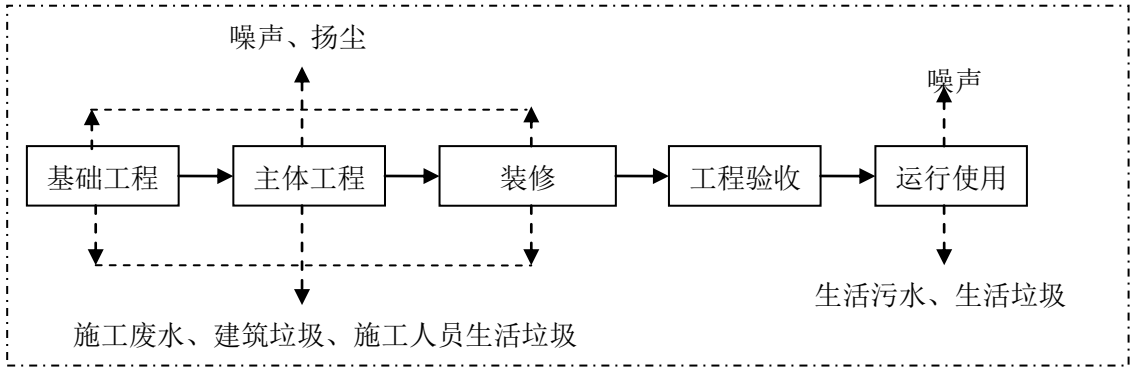 噪声、扬尘
噪声
基础工程
主体工程
装修
工程验收
运行使用
生活污水、生活垃圾
施工废水、建筑垃圾、施工人员生活垃圾